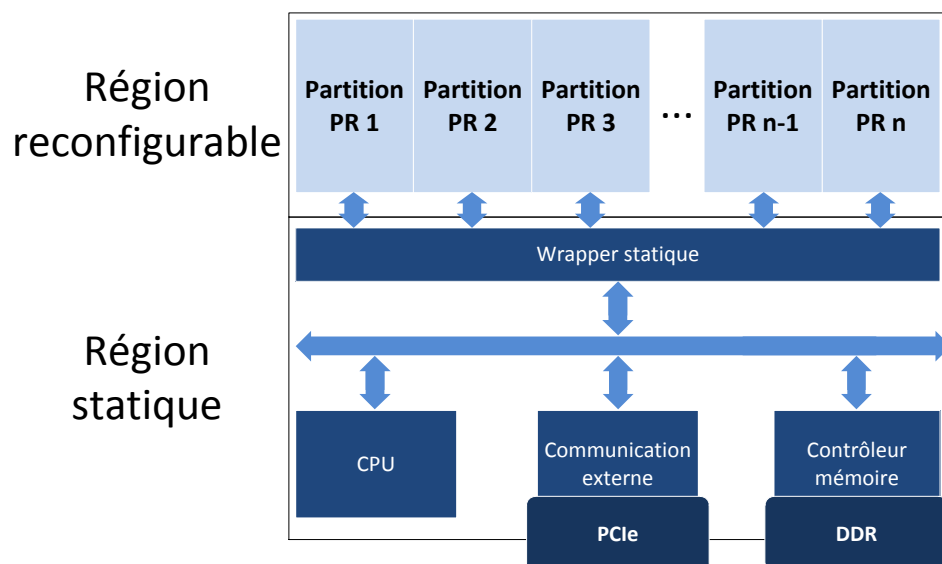 Région
reconfigurable
Partition
PR 1
Partition
PR 2
Partition
PR 3
...
Partition
PR n-1
Partition
PR n
Wrapper statique
Région
statique
CPU
Communication
externe
PCIe
Contrôleur
mémoire
DDR